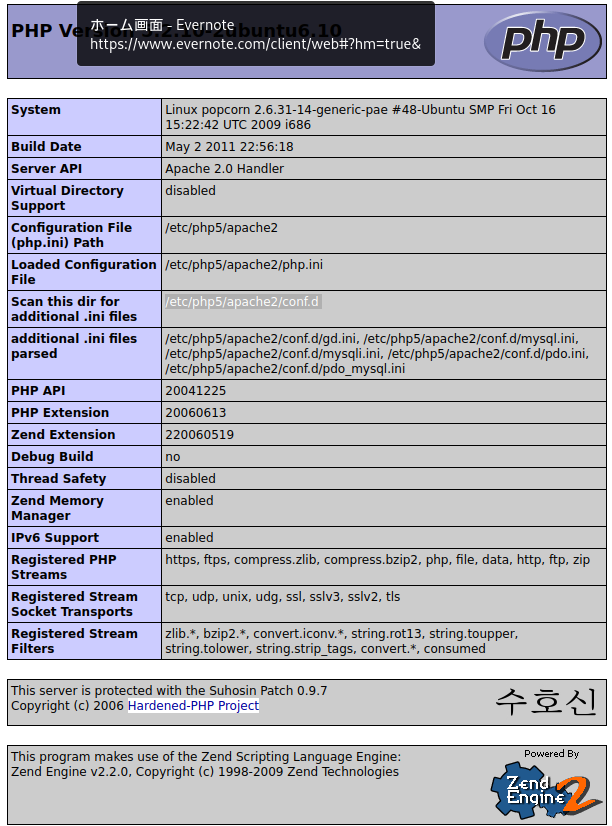 ホーム画面 - Evernote
https://www.evernote.com/client/web#?hm=true&
PHP Version 5.2.10-2ubuntu6.10
php
System
Linux popcorn 2.6.31-14-generic-pae #48-Ubuntu SMP Fri Oct 16
15:22:42 UTC 2009 i686
Build Date
May 2 2011 22:56:18
Server API
Apache 2.0 Handler
Virtual Directory
Support
disabled
Configuration File
(php.ini) Path
/etc/php5/apache2
Loaded Configuration
File
/etc/php5/apache2/php.ini
Scan this dir for
additional .ini files
/etc/php5/apache2/conf.d
additional .ini files
parsed
/etc/php5/apache2/conf.d/gd.ini, /etc/php5/apache2/conf.d/mysql.ini,
/etc/php5/apache2/conf.d/mysqli.ini, /etc/php5/apache2/conf.d/pdo.ini,
/etc/php5/apache2/conf.d/pdo_mysql.ini
PHP API
20041225
PHP Extension
20060613
Zend Extension
220060519
Debug Build
no
Thread Safety
disabled
Zend Memory
Manager
enabled
IPv6 Support
enabled
Registered PHP
Streams
https, ftps, compress.zlib, compress.bzip2, php, file, data, http, ftp, zip
Registered Stream
Socket Transports
tcp, udp, unix, udg, ssl, sslv3, sslv2, tls
Registered Stream
Filters
zlib.*, bzip2.*, convert.iconv.*, string.rot13, string.toupper,
string.tolower, string.strip_tags, convert.*, consumed
This server is protected with the Suhosin Patch 0.9.7
Copyright (c) 2006 Hardened-PHP Project
수호신
This program makes use of the Zend Scripting Language Engine:
Zend Engine v2.2.0, Copyright (c) 1998-2009 Zend Technologies
Powered By
Zend
Engine 2